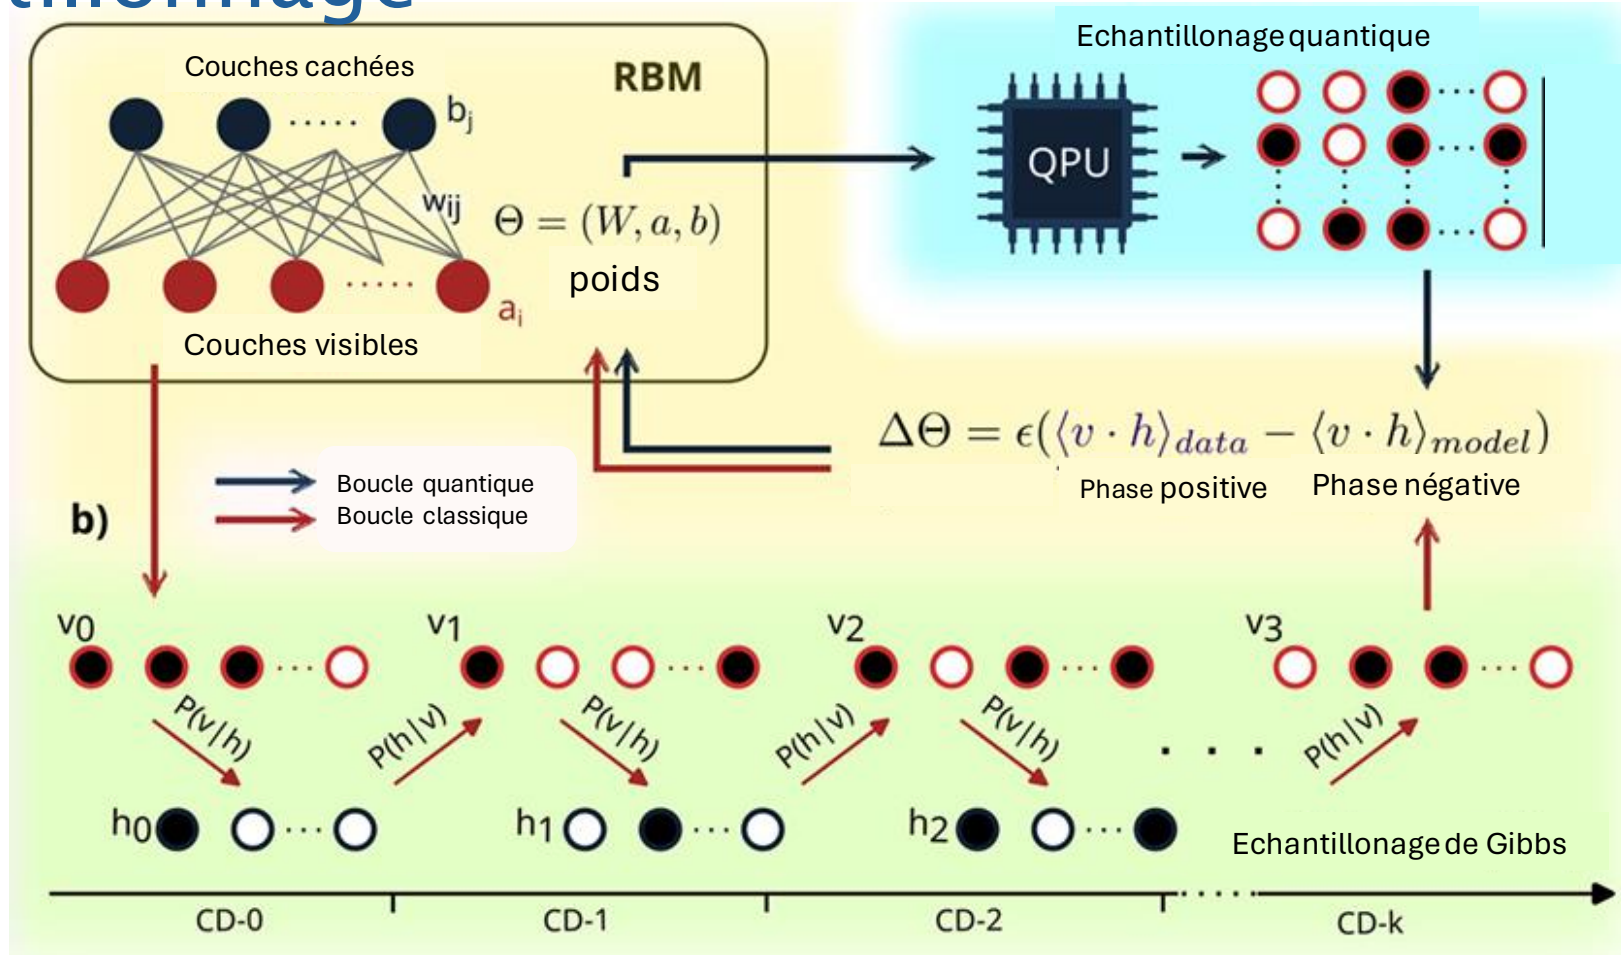 tillonnage
Couches cachées
RBM
bj
wij
Θ = (W, a, b)
poids
ai
Couches visibles
Echantillonage quantique
QPU
ΔΘ = ϵ(⟨v · h⟩data − ⟨v · h⟩model)
Phase positive Phase négative
Boucle quantique
Boucle classique
b)
v0 v1 v2 v3
P(v|h) P(h|v) P(v|h) P(h|v) P(v|h) . . . P(h|v)
h0 h1 h2
Echantillonage de Gibbs
CD-0 CD-1 CD-2 CD-k